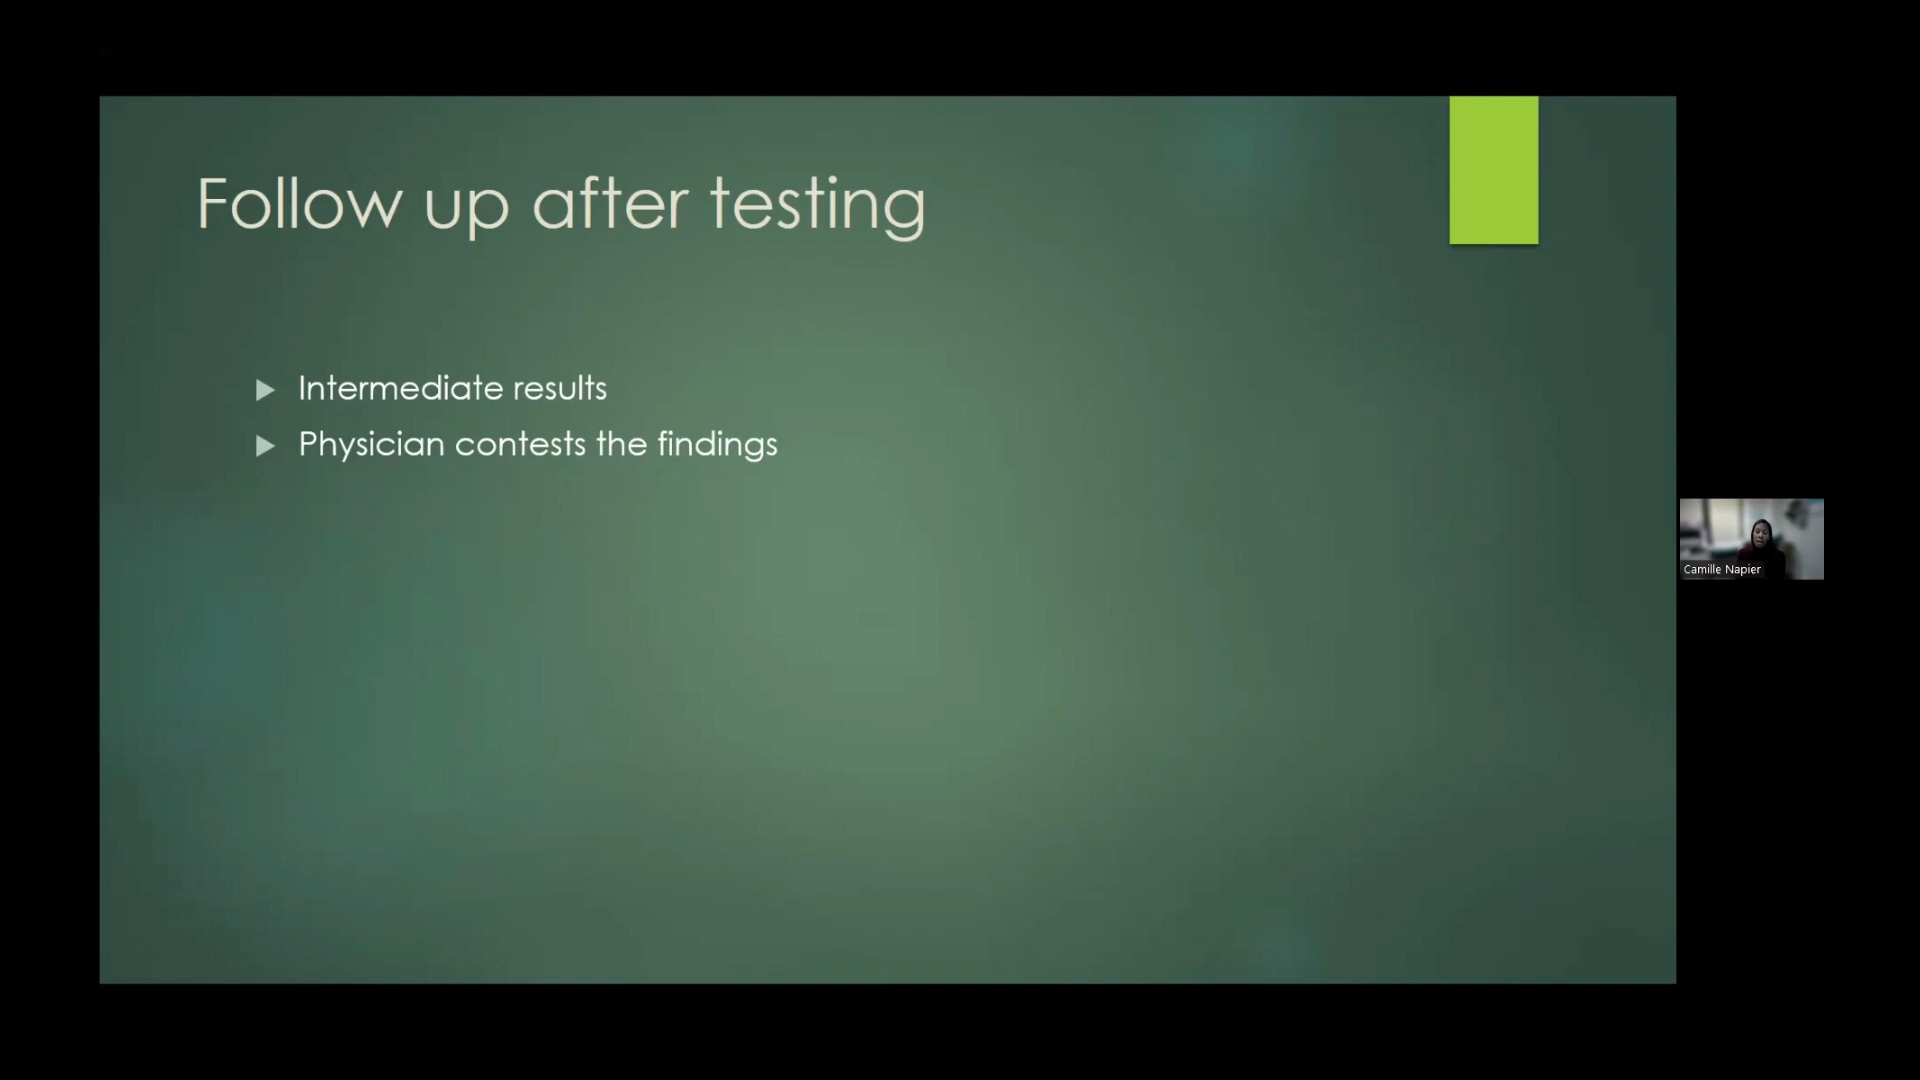 Follow up after testing
Intermediate results
Physician contests the findings
Camille Napier